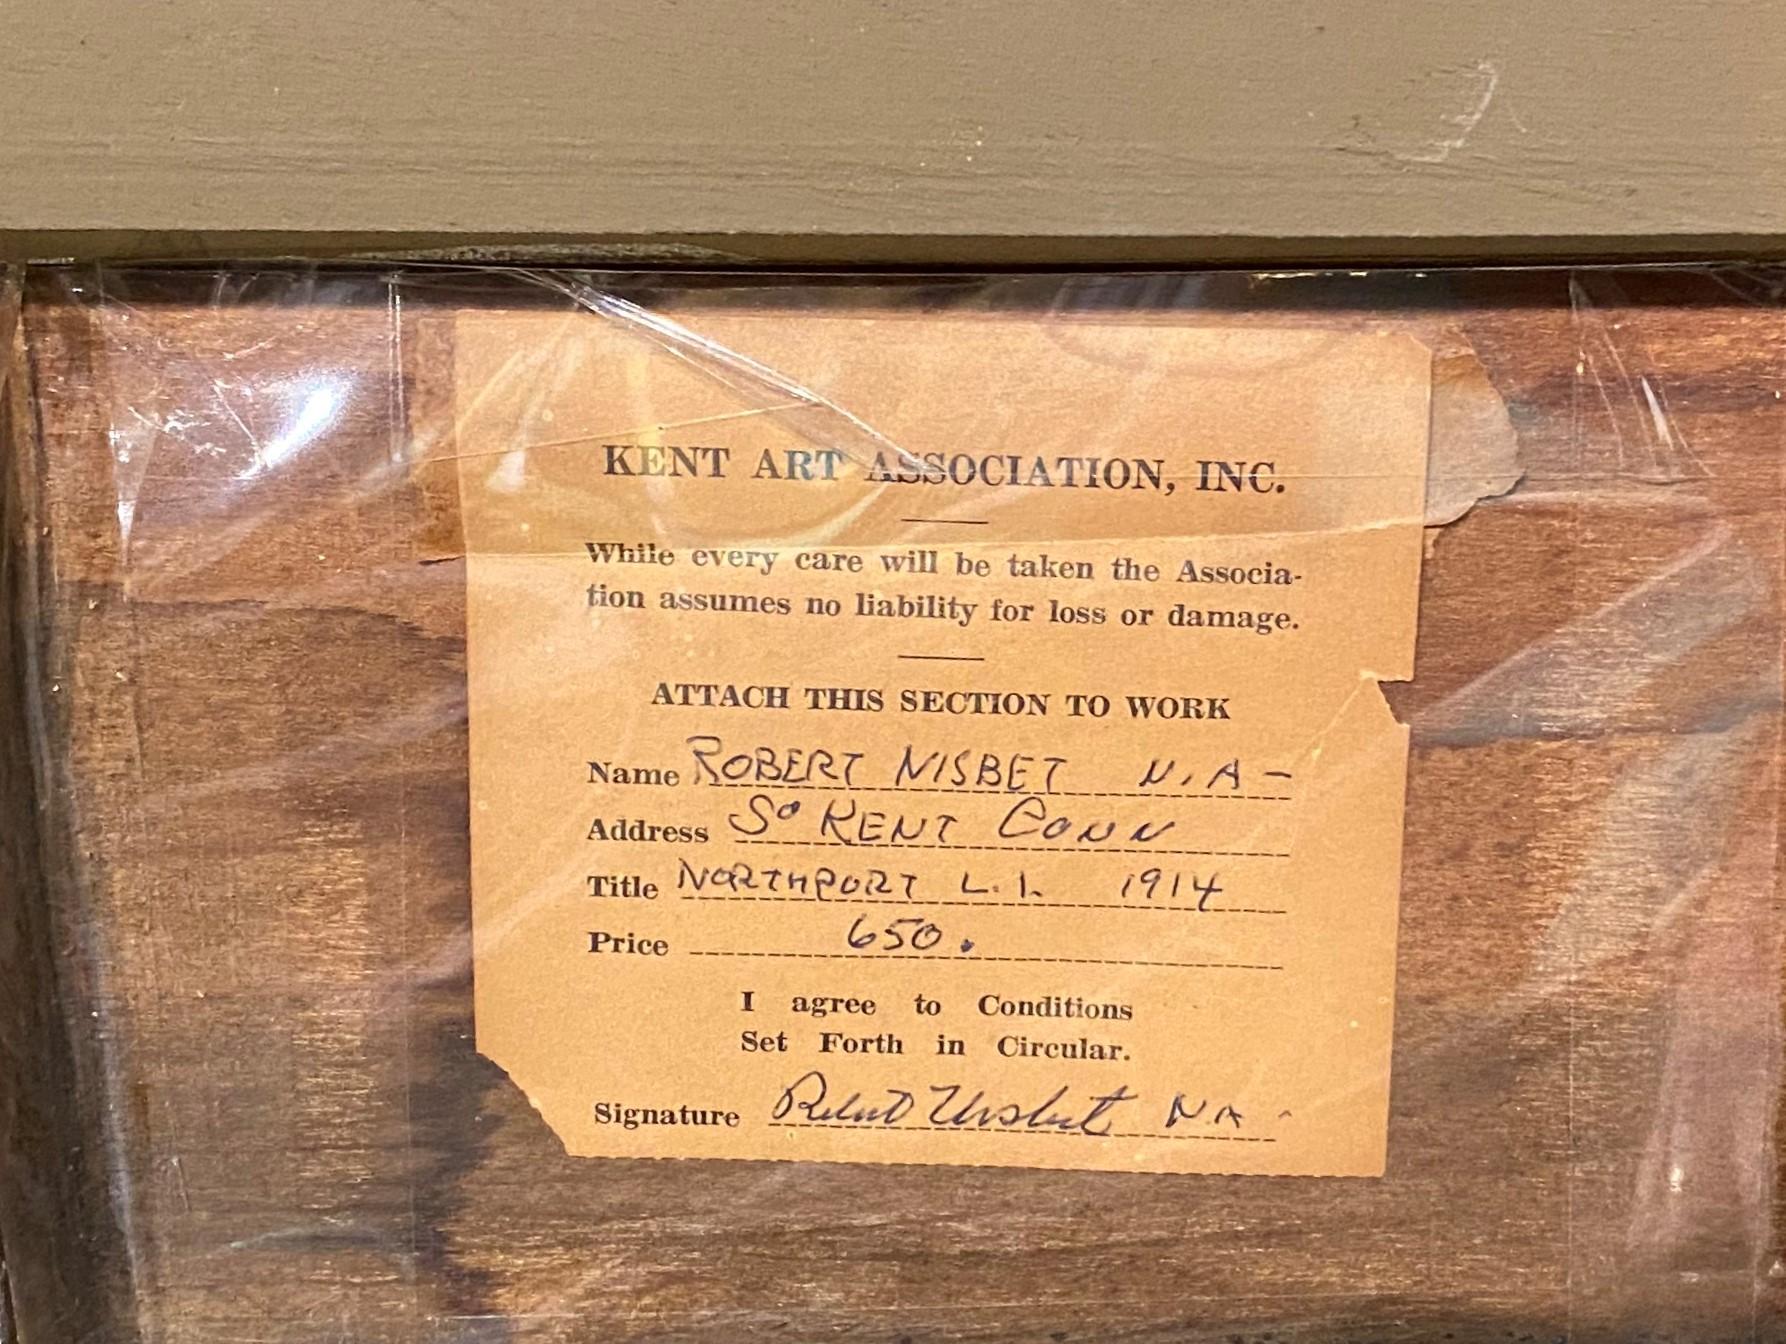 KENT ART ASSOCIATION, INC.
While every care will be taken the Associa-
tion assumes no liability for loss or damage.
ATTACH THIS SECTION TO WORK
Name ROBERT NISBET N.A-
Address So KENT CONN
Title NORTHPORT L.I. 1914
Price 650.
I agree to Conditions
Set Forth in Circular.
Signature Robert Nisbet NA-